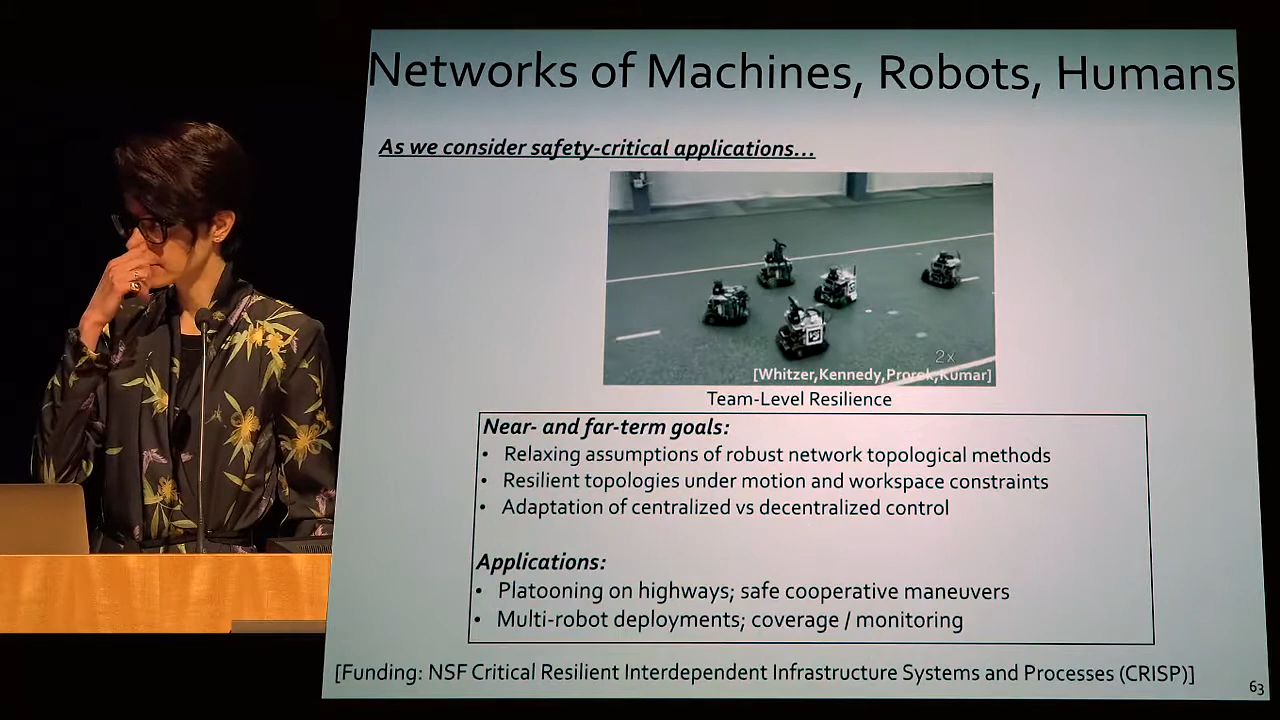 Networks of Machines, Robots, Humans
As we consider safety-critical applications...
2x
[Whitzer,Kennedy,Prorok,Kumar]
Team-Level Resilience
Near- and far-term goals:
• Relaxing assumptions of robust network topological methods
• Resilient topologies under motion and workspace constraints
• Adaptation of centralized vs decentralized control
Applications:
• Platooning on highways; safe cooperative maneuvers
• Multi-robot deployments; coverage / monitoring
[Funding: NSF Critical Resilient Interdependent Infrastructure Systems and Processes (CRISP)]
63